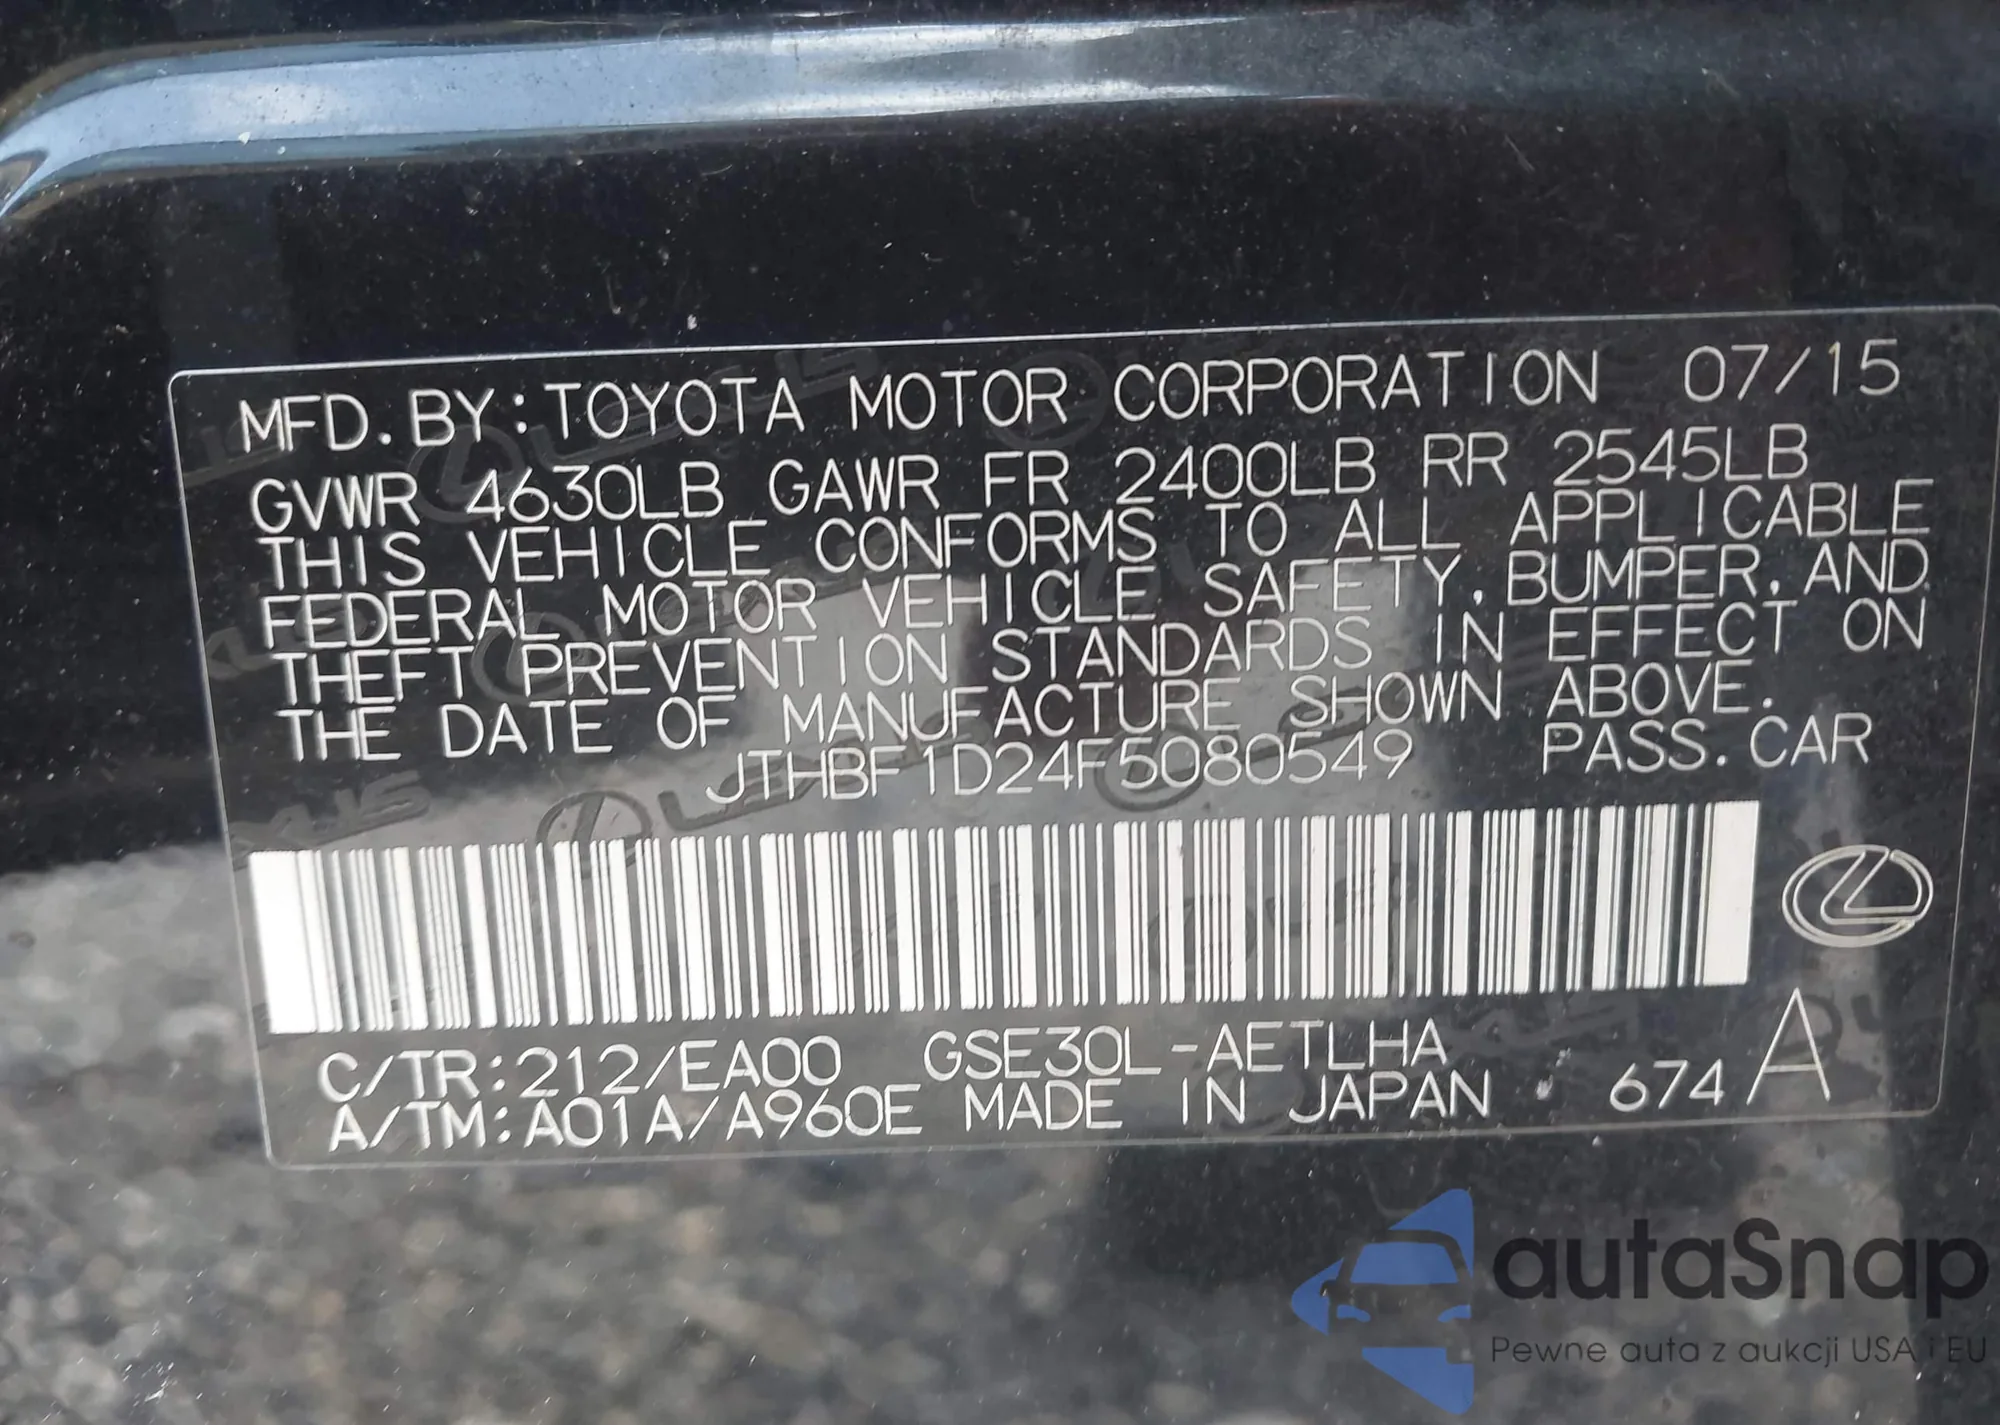 MFD. BY: TOYOTA MOTOR CORPORATION 07/15
GVWR 4630LB GAWR FR 2400LB RR 2545LB
THIS VEHICLE CONFORMS TO ALL APPLICABLE
FEDERAL MOTOR VEHICLE SAFETY, BUMPER, AND
THEFT PREVENTION STANDARDS IN EFFECT ON
THE DATE OF MANUFACTURE SHOWN ABOVE.
JTHBF1D24F5080549 PASS. CAR
C/TR:212/EA00 GSE30L-AETLHA
A/TM:A01A/A960E MADE IN JAPAN 674 A
autaSnap
Pewne auta z aukcji USA i EU